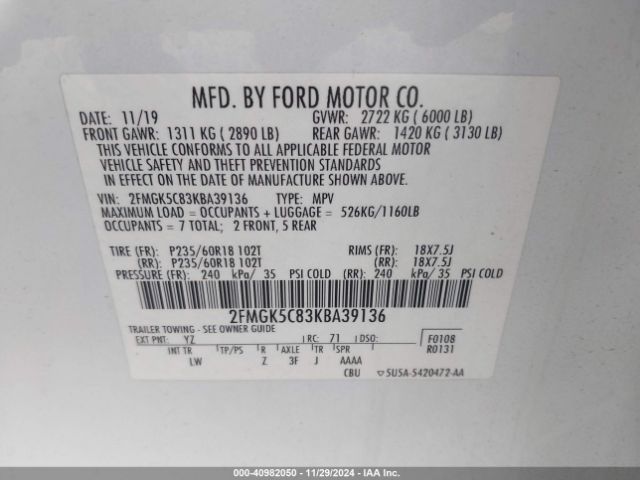 MFD. BY FORD MOTOR CO.
DATE: 11/19 GVWR: 2722 KG ( 6000 LB)
FRONT GAWR: 1311 KG ( 2890 LB) REAR GAWR: 1420 KG ( 3130 LB)
THIS VEHICLE CONFORMS TO ALL APPLICABLE FEDERAL MOTOR
VEHICLE SAFETY AND THEFT PREVENTION STANDARDS
IN EFFECT ON THE DATE OF MANUFACTURE SHOWN ABOVE.
VIN: 2FMGK5C83KBA39136 TYPE: MPV
MAXIMUM LOAD = OCCUPANTS + LUGGAGE = 526KG/1160LB
OCCUPANTS = 7 TOTAL; 2 FRONT, 5 REAR
TIRE (FR): P235/60R18 102T RIMS (FR): 18X7.5J
(RR): P235/60R18 102T (RR): 18X7.5J
PRESSURE (FR): 240 kPa/ 35 PSI COLD (RR): 240 kPa/ 35 PSI COLD
2FMGK5C83KBA39136
TRAILER TOWING - SEE OWNER GUIDE
EXT PNT: YZ RC: 71 DSO: F0108
INT TR TP/PS R AXLE TR SPR R0131
LW Z 3F J AAAA
CBU ▽5U5A-5420472-AA
000-40982050 - 11/29/2024 - IAAI.com